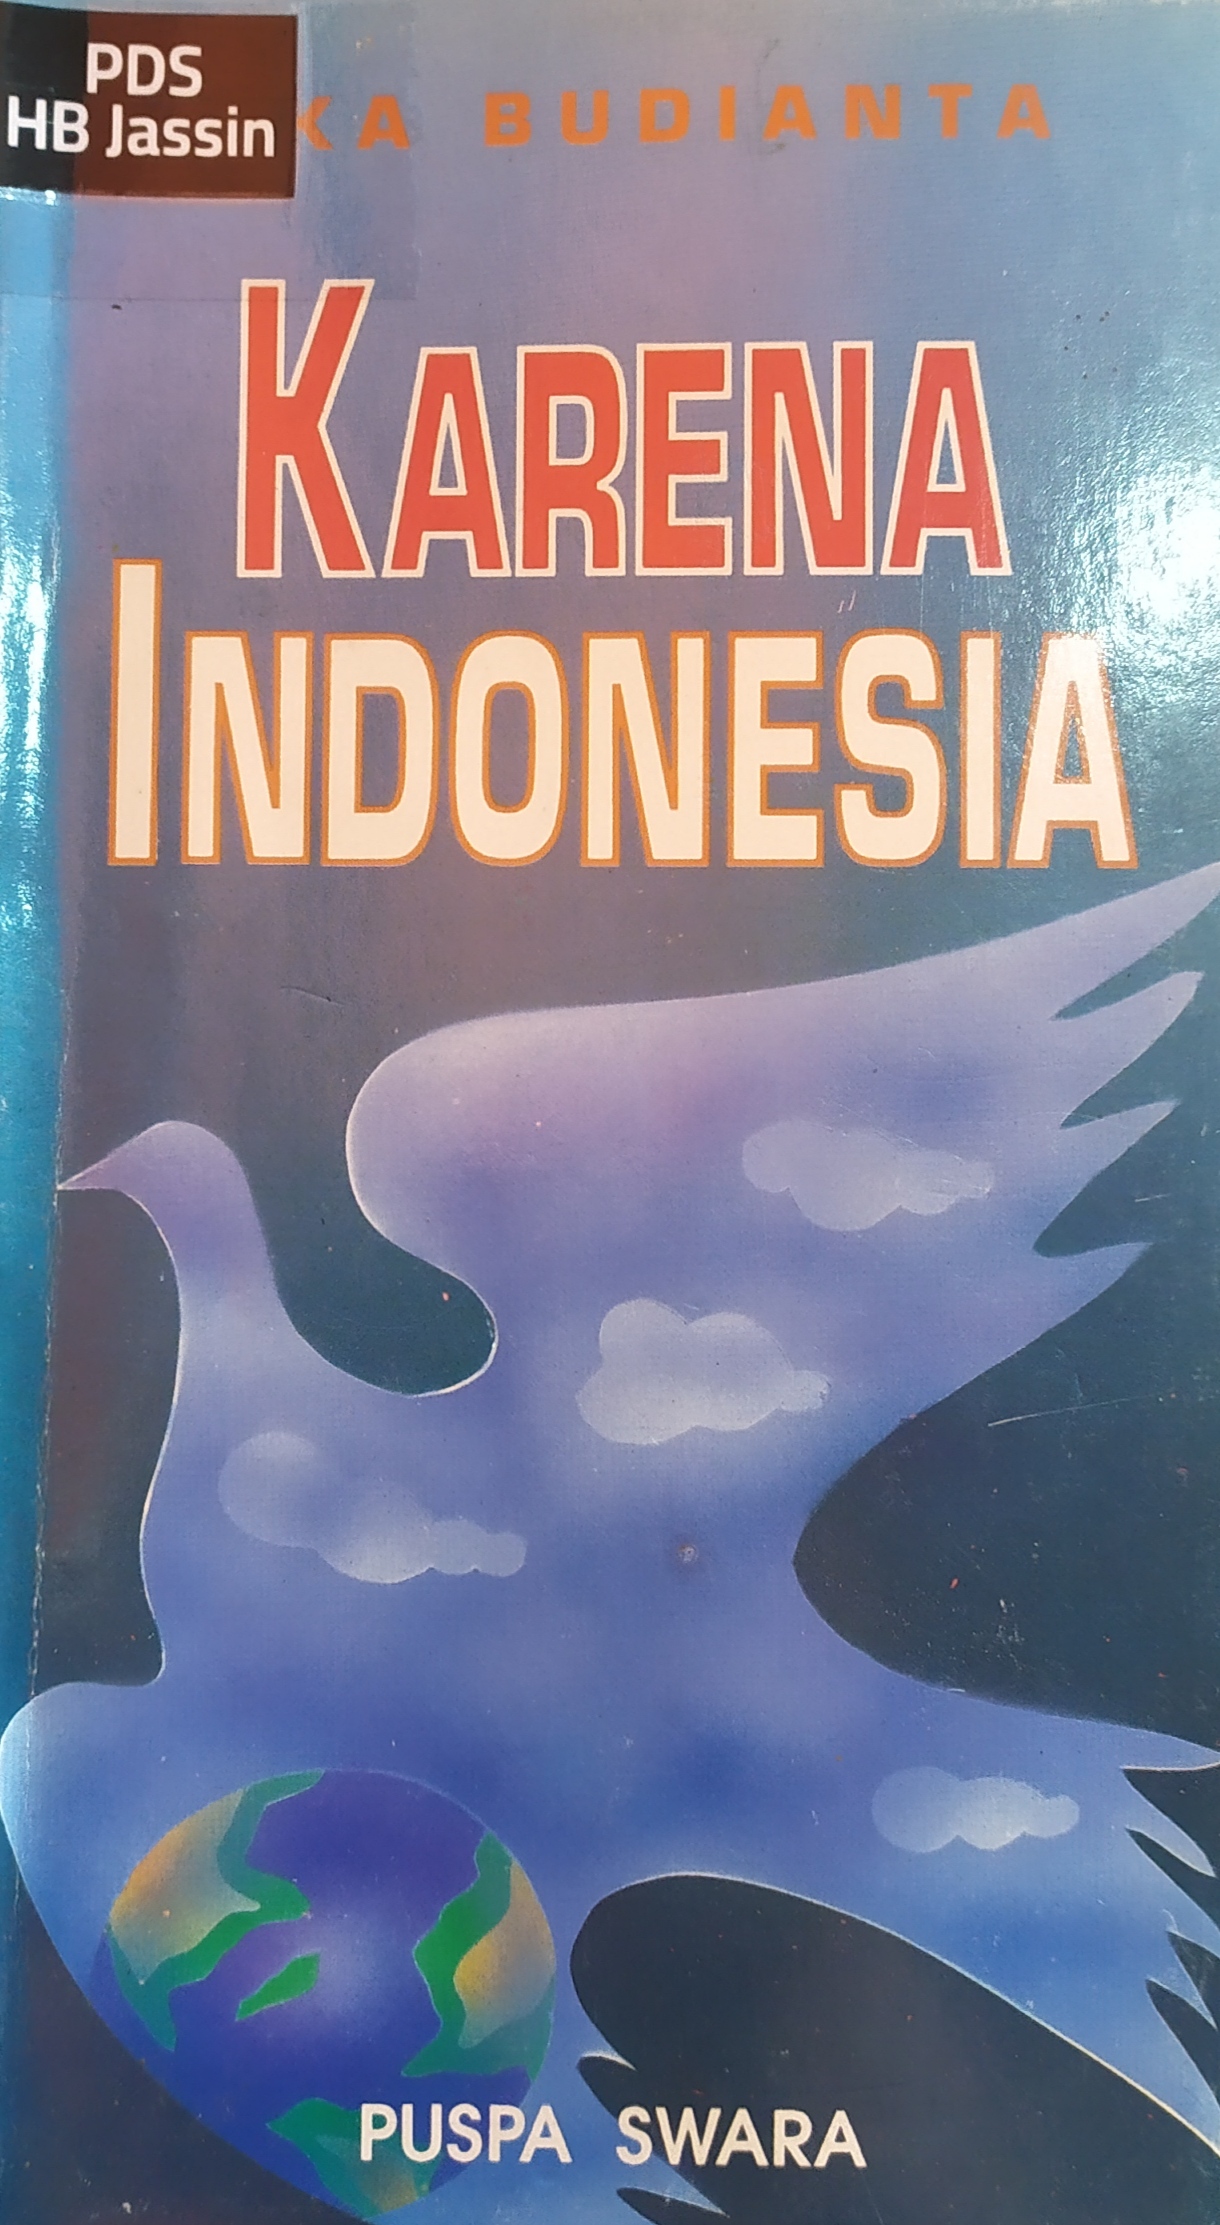 PDS
HB Jassin
KA BUDIANTA
KARENA
INDONESIA
PUSPA SWARA